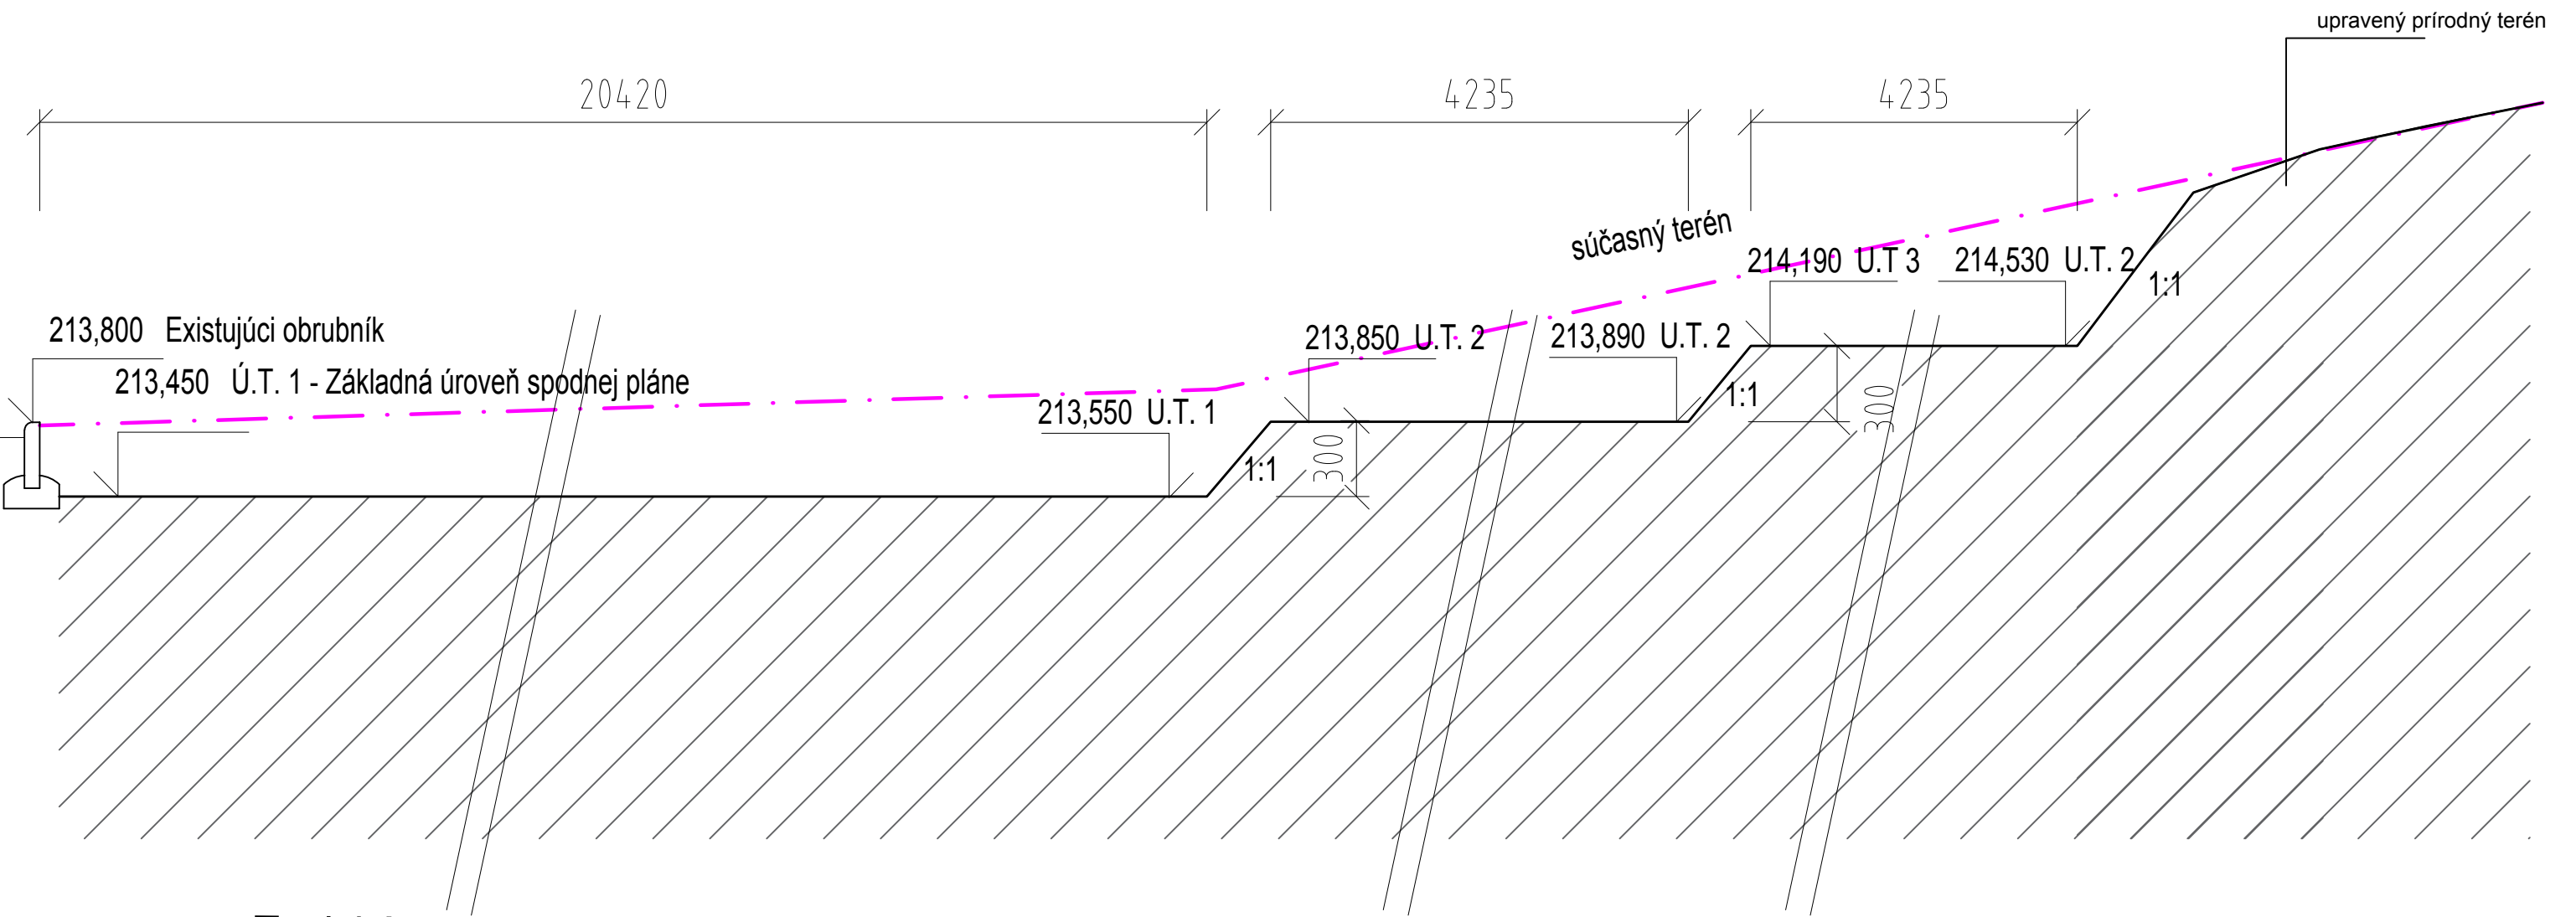 upravený prírodný terén
20420
4235
4235
súčasný terén
214,190 U.T 3
214,530 U.T. 2
1:1
213,800 Existujúci obrubník
213,850 U.T. 2
213,890 U.T. 2
213,450 Ú.T. 1 - Základná úroveň spodnej pláne
1:1
300
213,550 U.T. 1
1:1
300